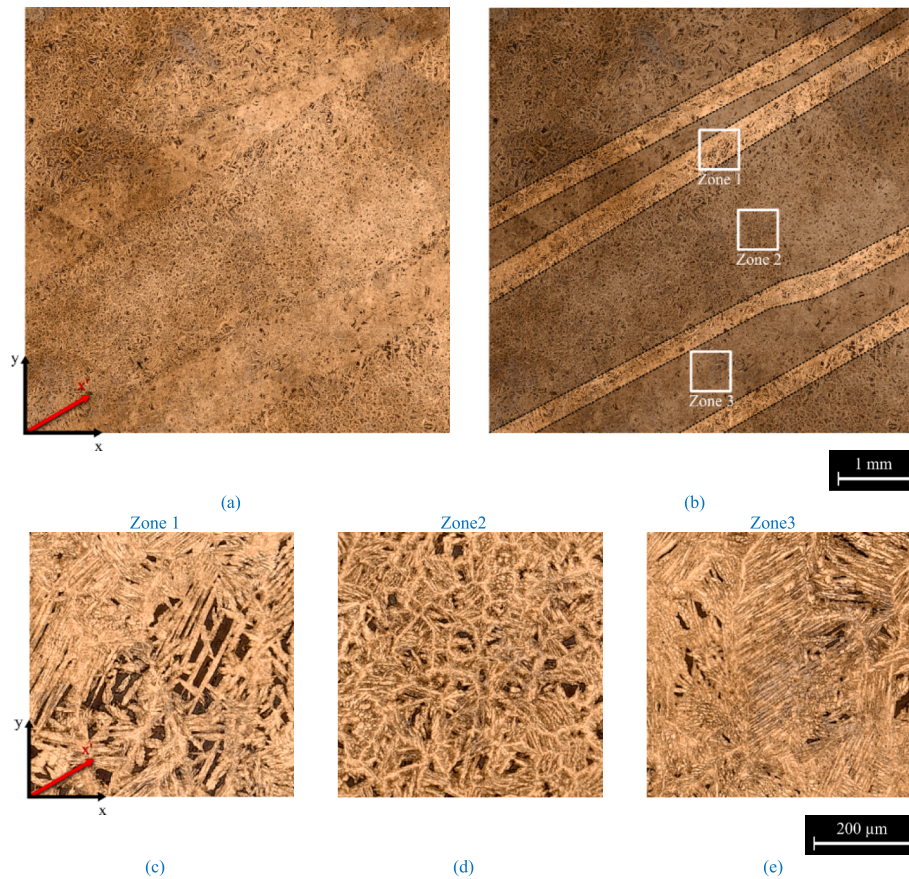 y
x'
x
Zone 1
Zone 2
Zone 3
1 mm
(a)
(b)
Zone 1
Zone2
Zone3
y
x'
x
200 µm
(c)
(d)
(e)